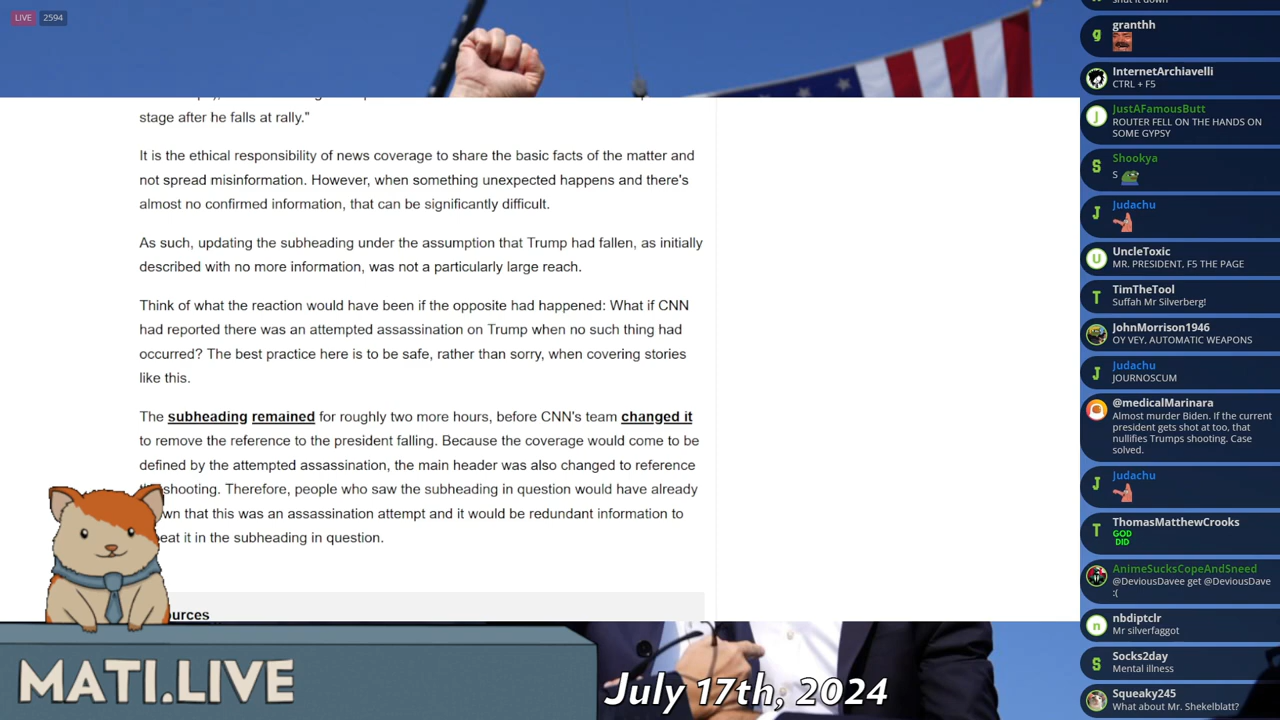 LIVE 2594
stage after he falls at rally."
It is the ethical responsibility of news coverage to share the basic facts of the matter and
not spread misinformation. However, when something unexpected happens and there's
almost no confirmed information, that can be significantly difficult.
As such, updating the subheading under the assumption that Trump had fallen, as initially
described with no more information, was not a particularly large reach.
Think of what the reaction would have been if the opposite had happened: What if CNN
had reported there was an attempted assassination on Trump when no such thing had
occurred? The best practice here is to be safe, rather than sorry, when covering stories
like this.
The subheading remained for roughly two more hours, before CNN's team changed it
to remove the reference to the president falling. Because the coverage would come to be
defined by the attempted assassination, the main header was also changed to reference
shooting. Therefore, people who saw the subheading in question would have already
wn that this was an assassination attempt and it would be redundant information to
eat it in the subheading in question.
urces
MATI.LIVE
July 17th, 2024
shut it down
g
granthh
InternetArchiavelli
CTRL + F5
J
JustAFamousButt
ROUTER FELL ON THE HANDS ON
SOME GYPSY
S
Shookya
S
J
Judachu
U
UncleToxic
MR. PRESIDENT, F5 THE PAGE
T
TimTheTool
Suffah Mr Silverberg!
JohnMorrison1946
OY VEY, AUTOMATIC WEAPONS
J
Judachu
JOURNOSCUM
@medicalMarinara
Almost murder Biden. If the current
president gets shot at too, that
nullifies Trumps shooting. Case
solved.
J
Judachu
T
ThomasMatthewCrooks
GOD
DID
AnimeSucksCopeAndSneed
@DeviousDavee get @DeviousDave
:(
n
nbdiptclr
Mr silverfaggot
S
Socks2day
Mental illness
Squeaky245
What about Mr. Shekelblatt?